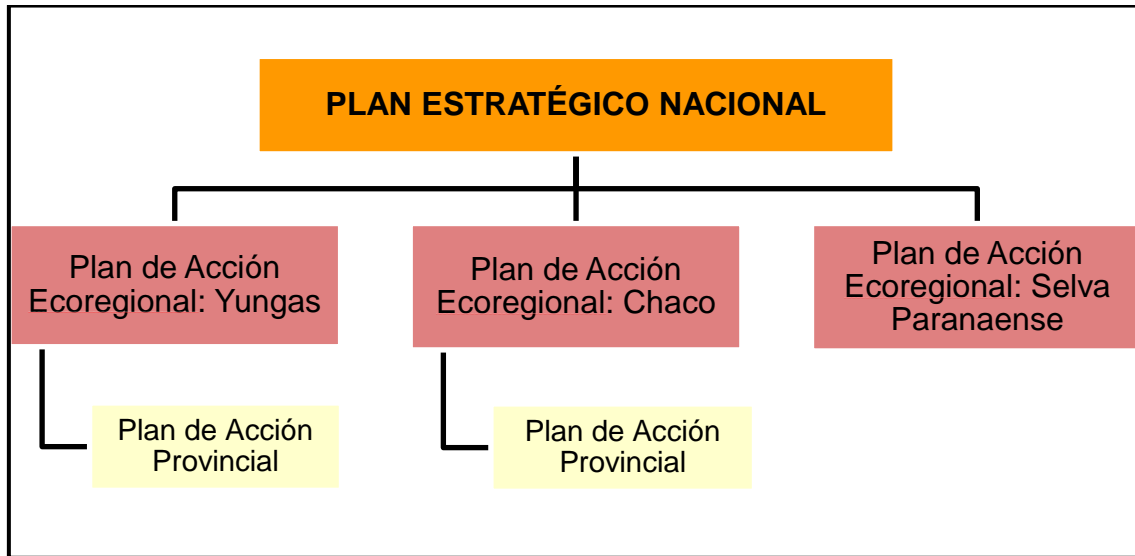 PLAN ESTRATÉGICO NACIONAL
Plan de Acción
Ecoregional: Yungas
Plan de Acción
Ecoregional: Chaco
Plan de Acción
Ecoregional: Selva
Paranaense
Plan de Acción
Provincial
Plan de Acción
Provincial